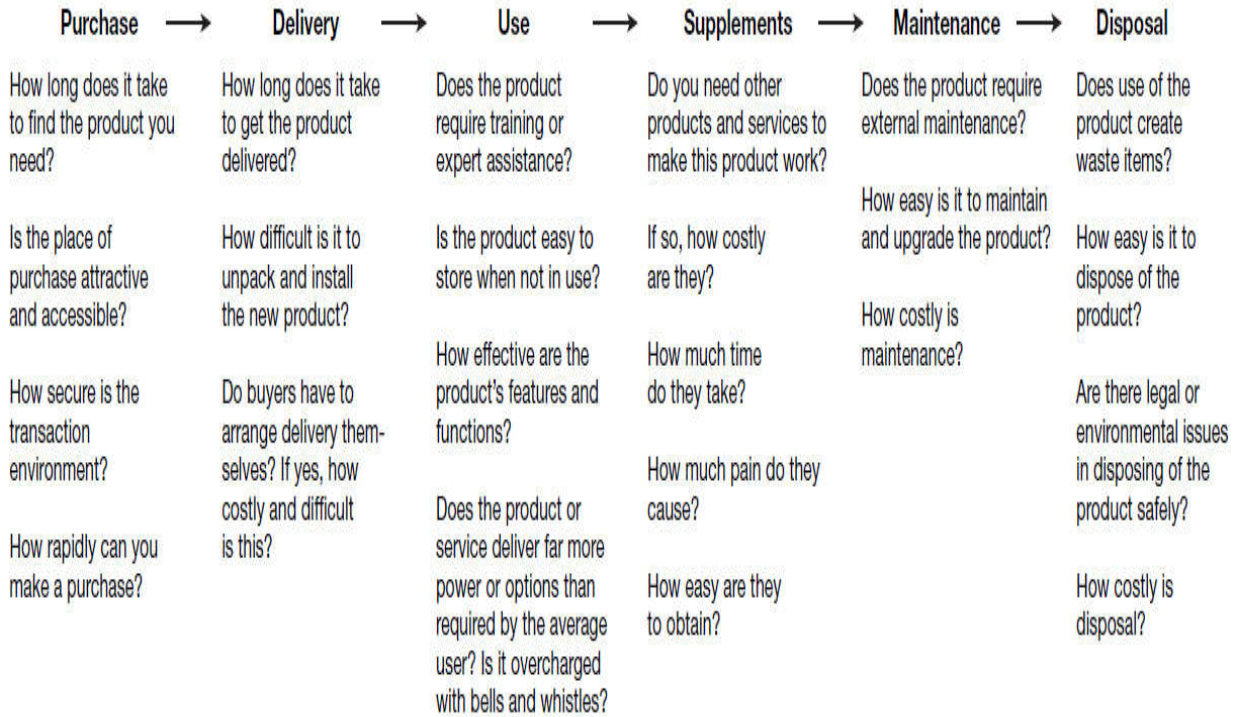 Purchase → Delivery → Use → Supplements → Maintenance → Disposal
How long does it take
to find the product you
need?
Is the place of
purchase attractive
and accessible?
How secure is the
transaction
environment?
How rapidly can you
make a purchase?
How long does it take
to get the product
delivered?
How difficult is it to
unpack and install
the new product?
Do buyers have to
arrange delivery them-
selves? If yes, how
costly and difficult
is this?
Does the product
require training or
expert assistance?
Is the product easy to
store when not in use?
How effective are the
product's features and
functions?
Does the product or
service deliver far more
power or options than
required by the average
user? Is it overcharged
with bells and whistles?
Do you need other
products and services to
make this product work?
If so, how costly
are they?
How much time
do they take?
How much pain do they
cause?
How easy are they
to obtain?
Does the product require
external maintenance?
How easy is it to maintain
and upgrade the product?
How costly is
maintenance?
Does use of the
product create
waste items?
How easy is it to
dispose of the
product?
Are there legal or
environmental issues
in disposing of the
product safely?
How costly is
disposal?